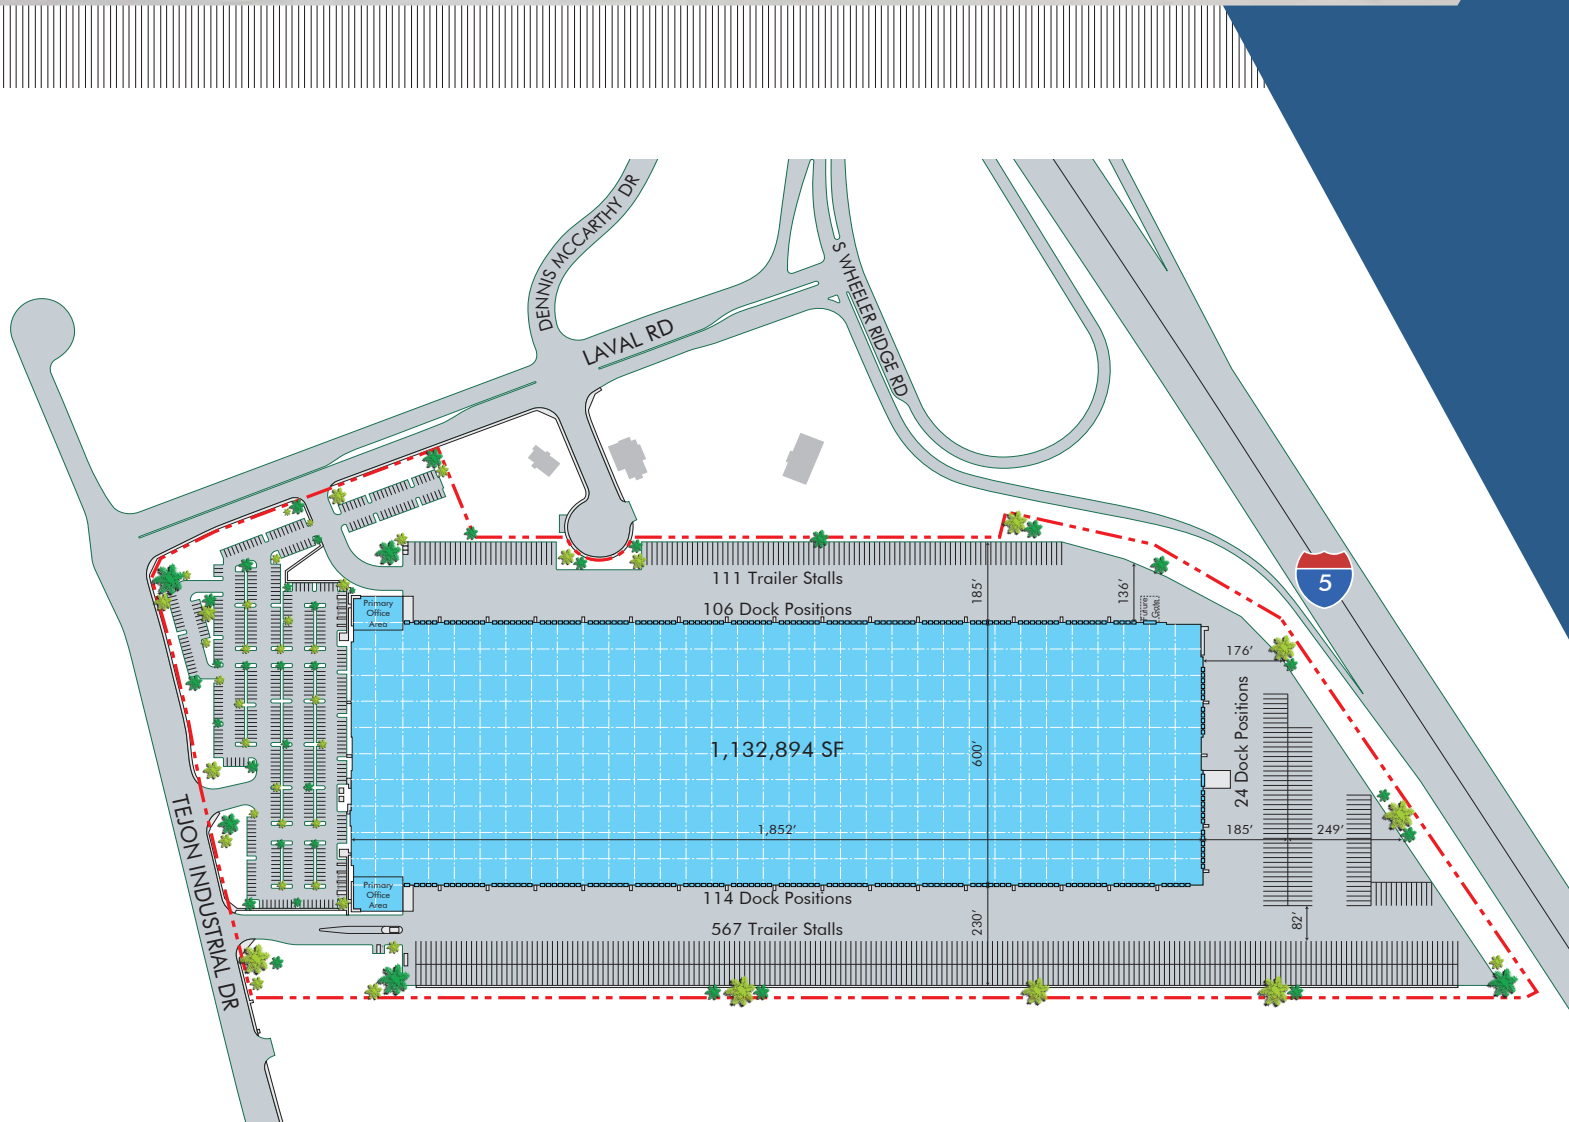 DENNIS MCCARTHY DR
LAVAL RD
S WHEELER RIDGE RD
5
111 Trailer Stalls
185'
136'
Future
Gate
106 Dock Positions
Primary
Office
Area
176'
24 Dock Positions
1,132,894 SF
600'
1,852'
185'
249'
TEJON INDUSTRIAL DR
Primary
Office
Area
114 Dock Positions
567 Trailer Stalls
230'
82'